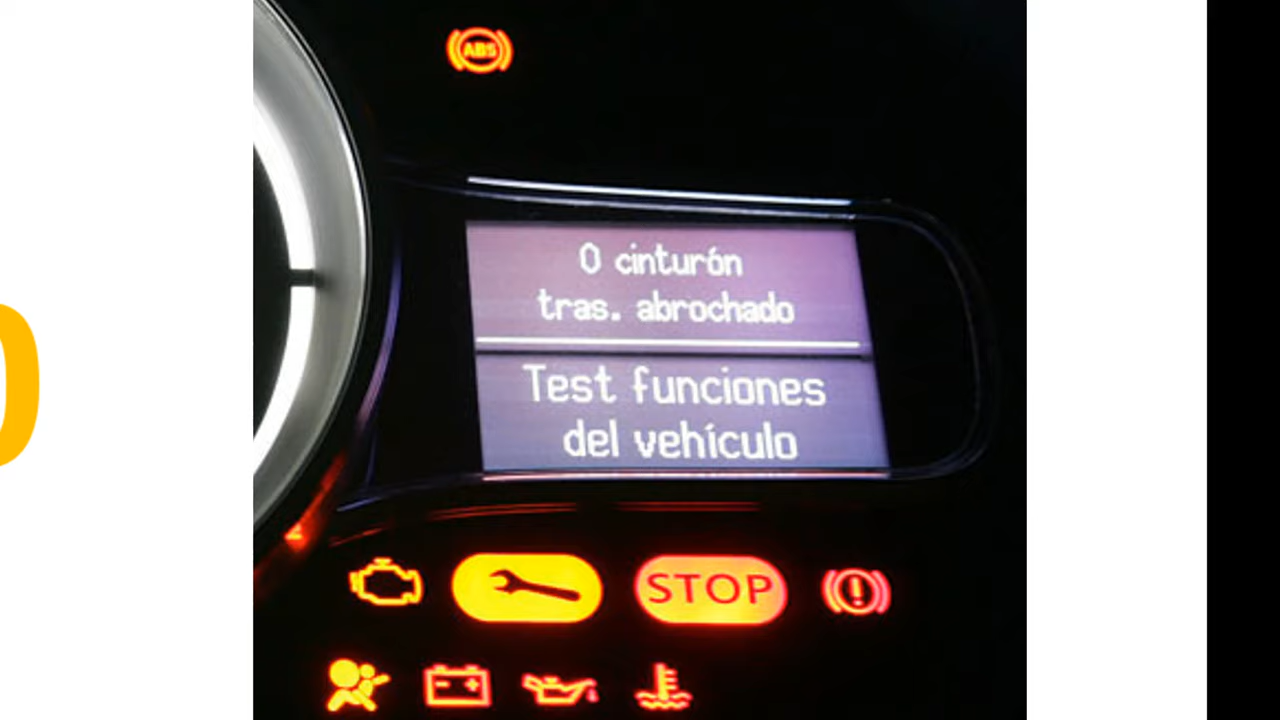 ABS
0 cinturón
tras. abrochado
Test funciones
del vehículo
STOP